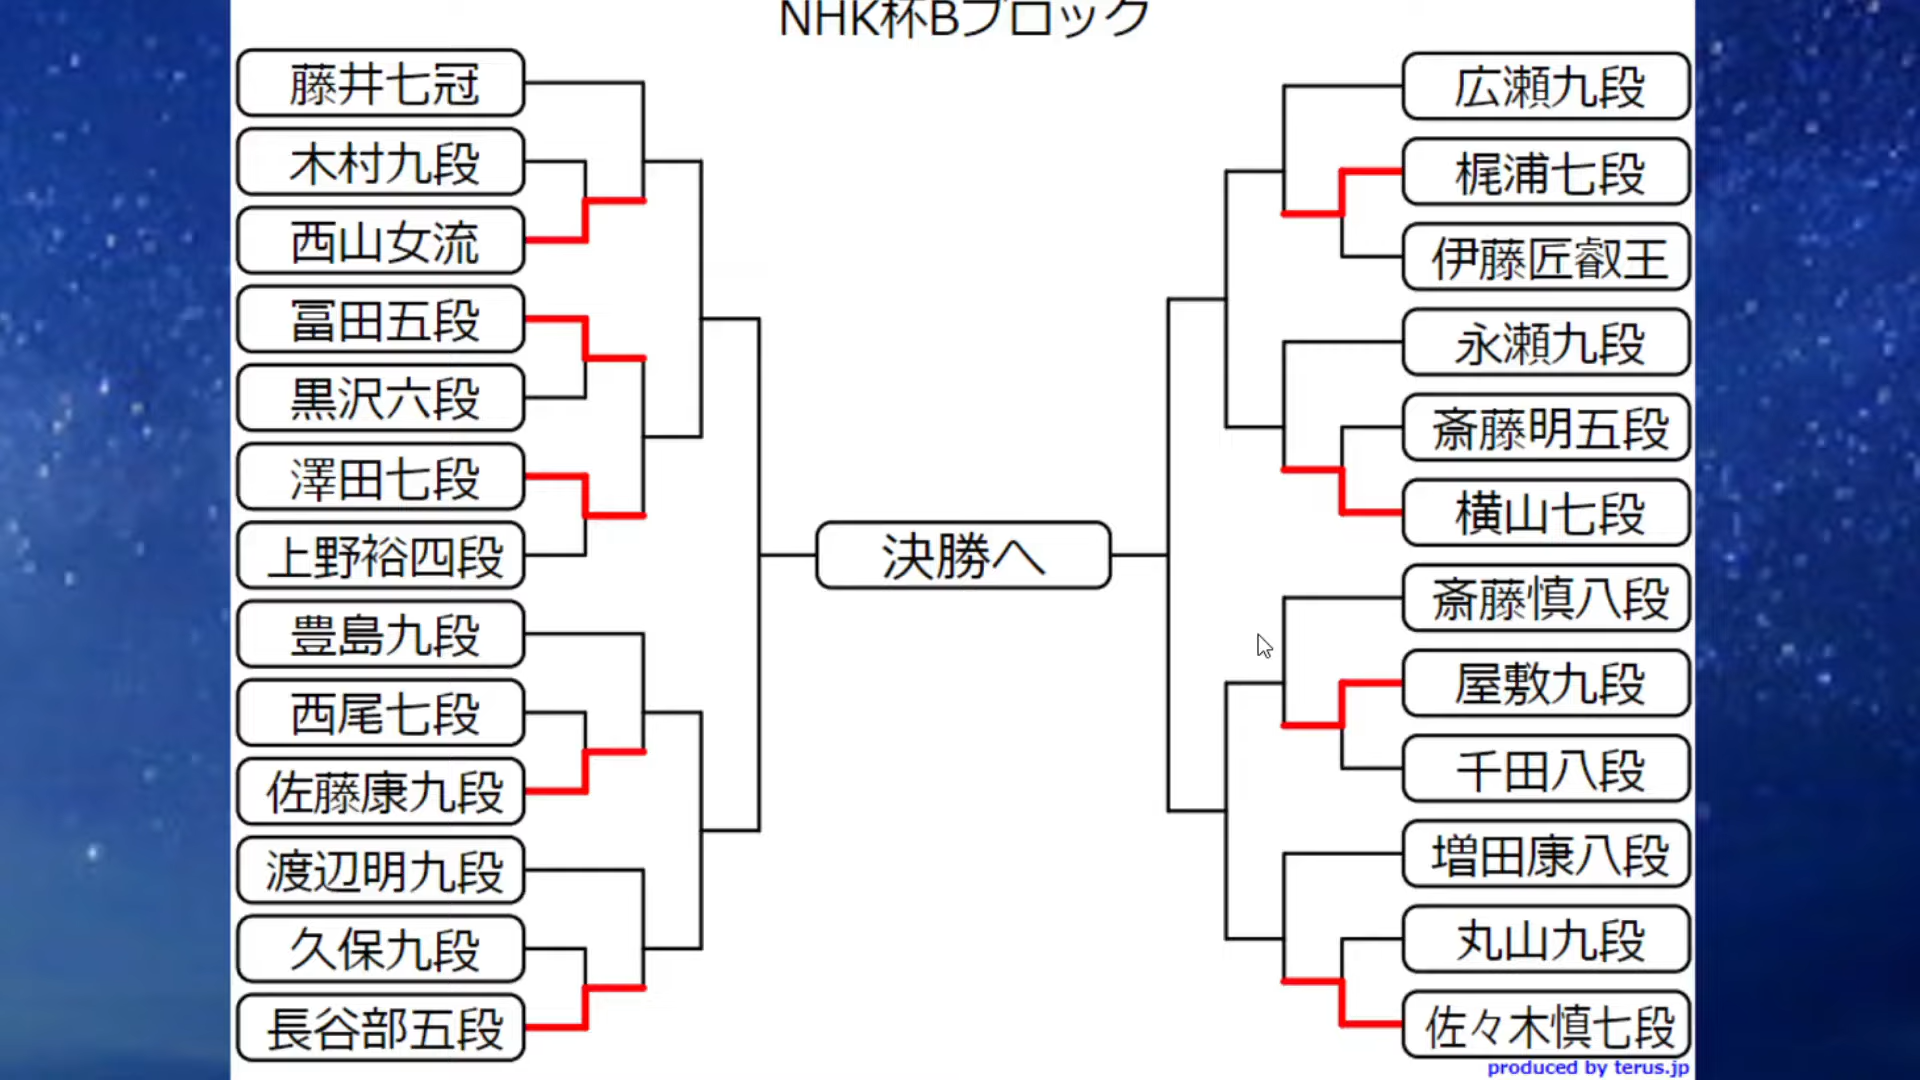 NHK杯Bブロック
藤井七冠
木村九段
西山女流
冨田五段
黒沢六段
澤田七段
上野裕四段
豊島九段
西尾七段
佐藤康九段
渡辺明九段
久保九段
長谷部五段
決勝へ
広瀬九段
梶浦七段
伊藤匠叡王
永瀬九段
斎藤明五段
横山七段
斎藤慎八段
屋敷九段
千田八段
増田康八段
丸山九段
佐々木慎七段
produced by terus.jp